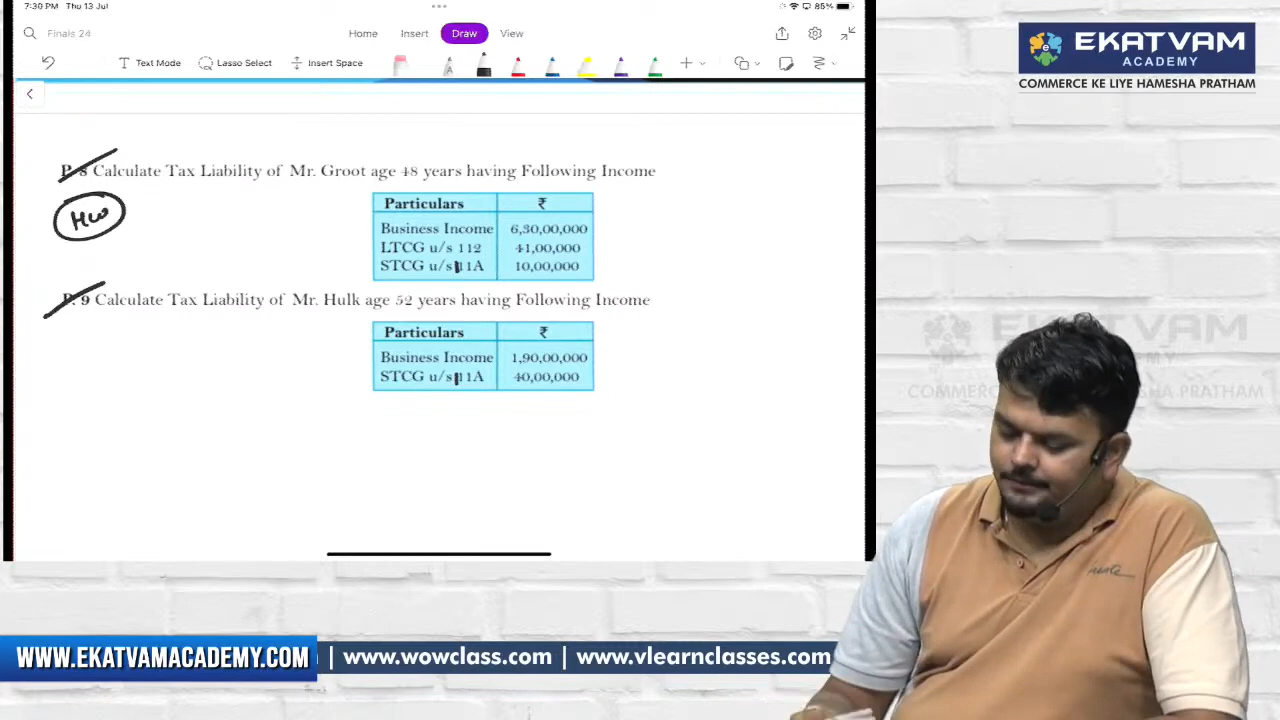 7:30 PM Thu 13 Jul
85%
Finals 24
Home Insert Draw View
Text Mode Lasso Select Insert Space
EKATVAM
ACADEMY
COMMERCE KE LIYE HAMESHA PRATHAM
P. 8 Calculate Tax Liability of Mr. Groot age 48 years having Following Income
HW
Particulars ₹
Business Income 6,30,00,000
LTCG u/s 112 41,00,000
STCG u/s 111A 10,00,000
P. 9 Calculate Tax Liability of Mr. Hulk age 52 years having Following Income
Particulars ₹
Business Income 1,90,00,000
STCG u/s 111A 40,00,000
WWW.EKATVAMACADEMY.COM | www.wowclass.com | www.vlearnclasses.com